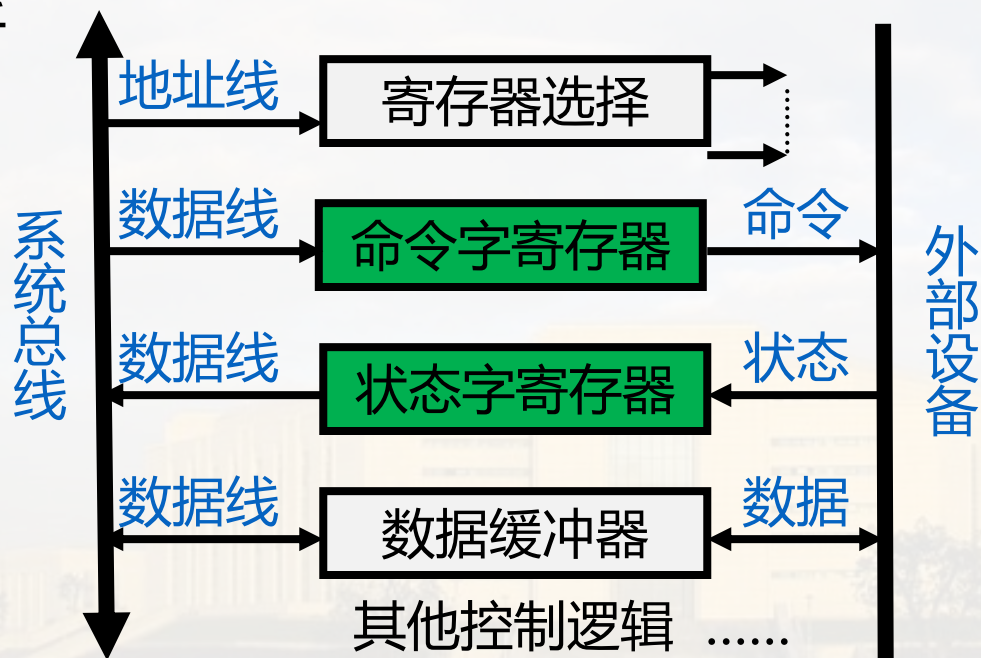 地址线
寄存器选择
数据线
命令字寄存器
命令
系统总线
外部设备
数据线
状态字寄存器
状态
数据线
数据缓冲器
数据
其他控制逻辑 ……